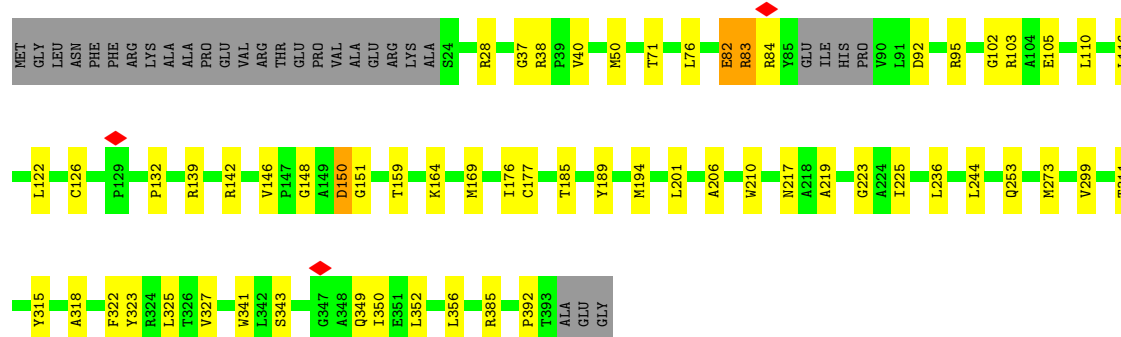 MET GLY LEU ASN PHE PHE ARG LYS ALA ALA PRO GLU VAL ARG THR GLU PRO VAL ALA GLU ARG LYS ALA S24 R28 G37 R38 P39 V40 M50 T71 L76 E82 R83 R84 Y85 GLU ILE HIS PRO V90 L91 D92 R95 G102 R103 A104 E105 L110
L122 C126 P129 P132 R139 R142 V146 P147 G148 A149 D150 G151 T159 K164 M169 I176 C177 T185 Y189 M194 L201 A206 W210 N217 A218 A219 G223 A224 I225 L236 L244 Q253 M273 V299
Y315 A318 F322 Y323 R324 L325 T326 V327 W341 L342 S343 G347 A348 Q349 I350 E351 L352 L356 R385 P392 T393 ALA GLU GLY